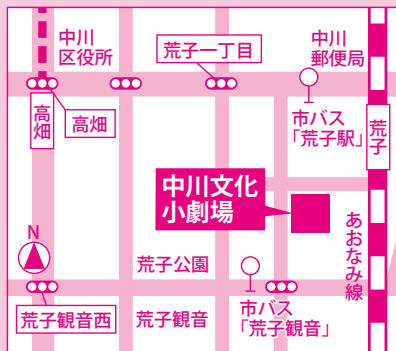 中川
区役所
荒子一丁目
中川
郵便局
高畑
高畑
市バス
「荒子駅」
荒子
中川文化
小劇場
N
あおなみ線
荒子公園
荒子観音西
荒子観音
市バス
「荒子観音」